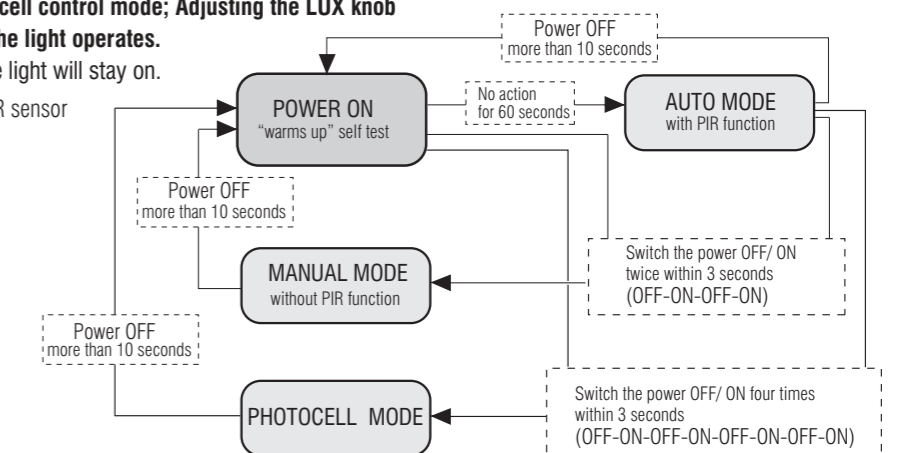 cell control mode; Adjusting the LUX knob
he light operates.
e light will stay on.
R sensor
Power OFF
more than 10 seconds
POWER ON
“warms up” self test
No action
for 60 seconds
AUTO MODE
with PIR function
Power OFF
more than 10 seconds
Switch the power OFF/ ON
twice within 3 seconds
(OFF-ON-OFF-ON)
MANUAL MODE
without PIR function
Power OFF
more than 10 seconds
Switch the power OFF/ ON four times
within 3 seconds
(OFF-ON-OFF-ON-OFF-ON-OFF-ON)
PHOTOCELL MODE